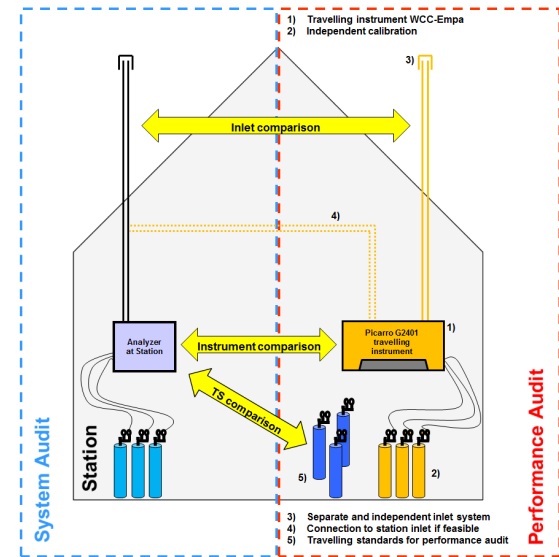 1) Travelling instrument WCC-Empa
2) Independent calibration
3)
Inlet comparison
4)
Analyzer
at Station
Instrument comparison
Picarro G2401
travelling
instrument
1)
TS comparison
System Audit
Station
5)
2)
Performance Audit
3) Separate and independent inlet system
4) Connection to station inlet if feasible
5) Travelling standards for performance audit